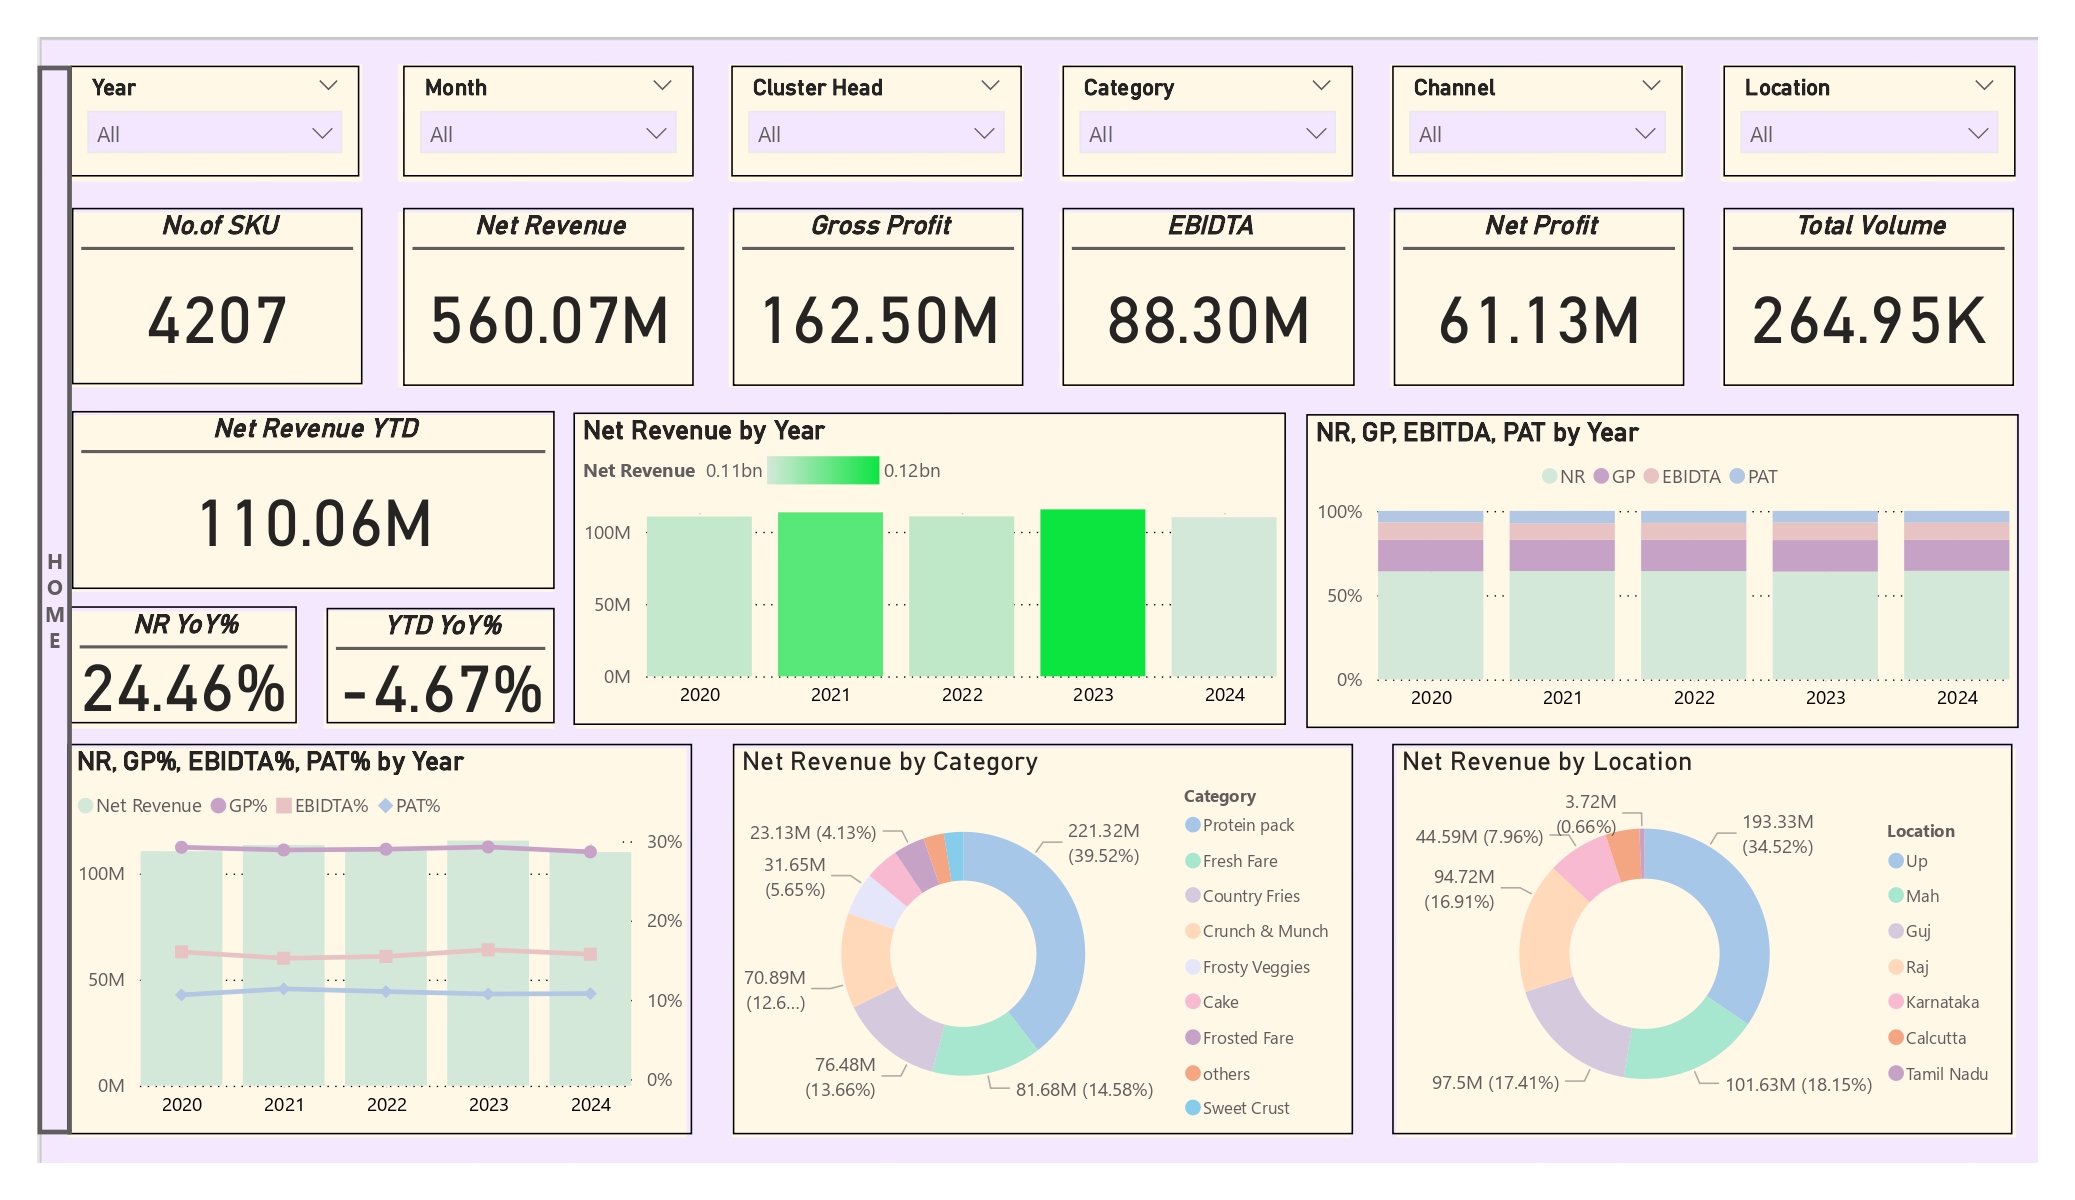 HOME
Year
All
Month
All
Cluster Head
All
Category
All
Channel
All
Location
All
No.of SKU
4207
Net Revenue
560.07M
Gross Profit
162.50M
EBIDTA
88.30M
Net Profit
61.13M
Total Volume
264.95K
Net Revenue YTD
110.06M
NR YoY%
24.46%
YTD YoY%
-4.67%
Net Revenue by Year
Net Revenue 0.11bn 0.12bn
100M
50M
0M
2020 2021 2022 2023 2024
NR, GP, EBITDA, PAT by Year
NR GP EBIDTA PAT
100%
50%
0%
2020 2021 2022 2023 2024
NR, GP%, EBIDTA%, PAT% by Year
Net Revenue GP% EBIDTA% PAT%
100M
50M
0M
30%
20%
10%
0%
2020 2021 2022 2023 2024
Net Revenue by Category
221.32M
(39.52%)
81.68M (14.58%)
76.48M
(13.66%)
70.89M
(12.6...)
31.65M
(5.65%)
23.13M (4.13%)
Category
Protein pack
Fresh Fare
Country Fries
Crunch & Munch
Frosty Veggies
Cake
Frosted Fare
others
Sweet Crust
Net Revenue by Location
193.33M
(34.52%)
101.63M (18.15%)
97.5M (17.41%)
94.72M
(16.91%)
44.59M (7.96%)
3.72M
(0.66%)
Location
Up
Mah
Guj
Raj
Karnataka
Calcutta
Tamil Nadu